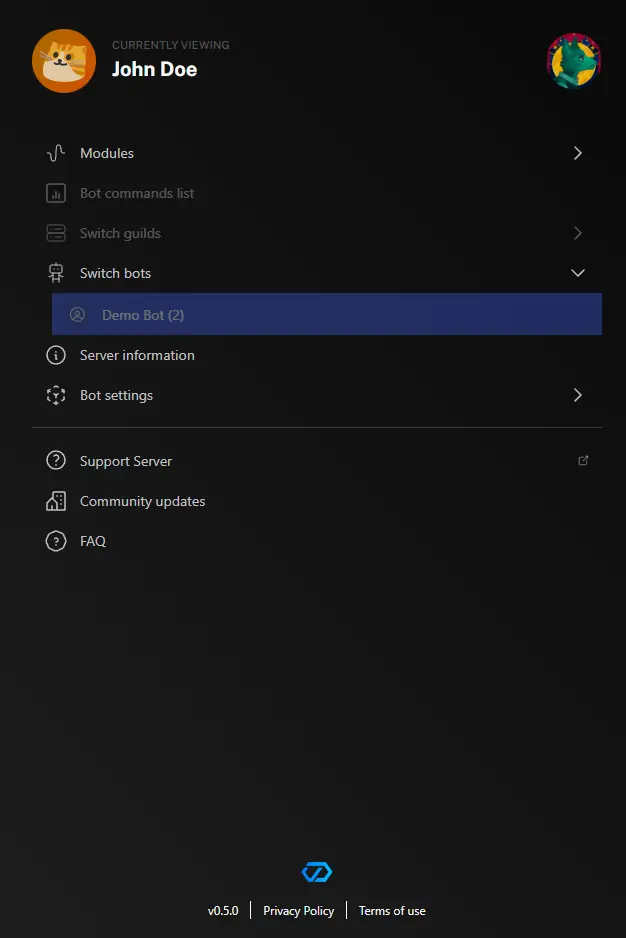 CURRENTLY VIEWING
John Doe
Modules
Bot commands list
Switch guilds
Switch bots
Demo Bot (2)
Server information
Bot settings
Support Server
Community updates
FAQ
v0.5.0 Privacy Policy Terms of use